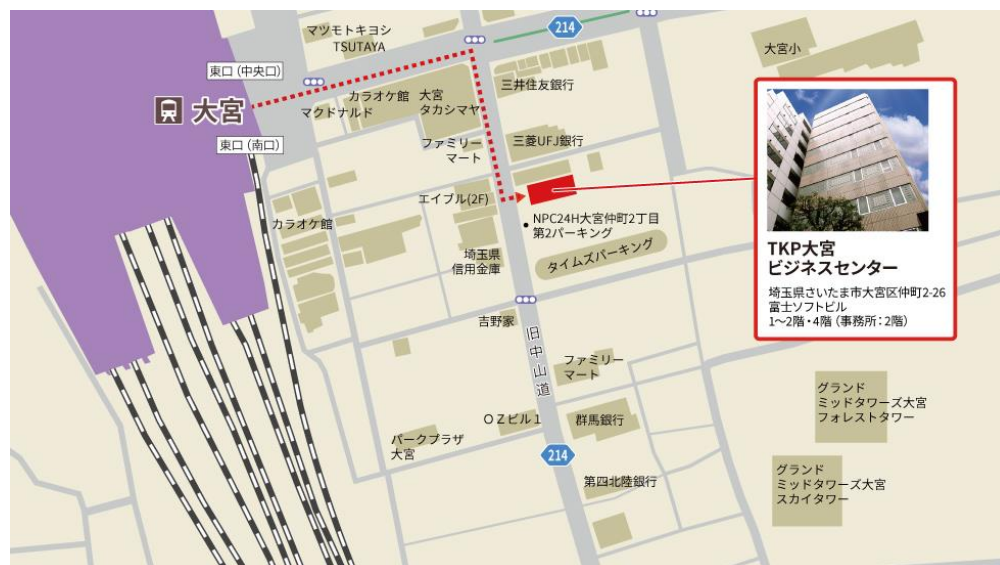 マツモトキヨシ
TSUTAYA
214
大宮小
東口（中央口）
大宮
カラオケ館
マクドナルド
大宮
タカシマヤ
三井住友銀行
東口（南口）
ファミリー
マート
三菱UFJ銀行
エイブル(2F)
カラオケ館
NPC24H大宮仲町2丁目
第2パーキング
埼玉県
信用金庫
タイムズパーキング
TKP大宮
ビジネスセンター
埼玉県さいたま市大宮区仲町2-26
富士ソフトビル
1～2階・4階（事務所：2階）
吉野家
旧中山道
ファミリー
マート
OZビル1
群馬銀行
パークプラザ
大宮
214
第四北陸銀行
グランド
ミッドタワーズ大宮
フォレストタワー
グランド
ミッドタワーズ大宮
スカイタワー